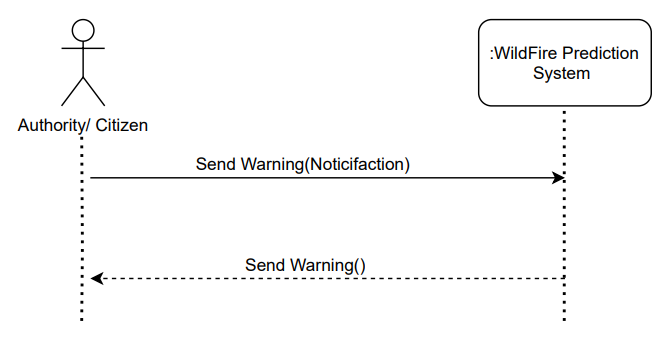 :WildFire Prediction
System
Authority/ Citizen
Send Warning(Noticifaction)
Send Warning()